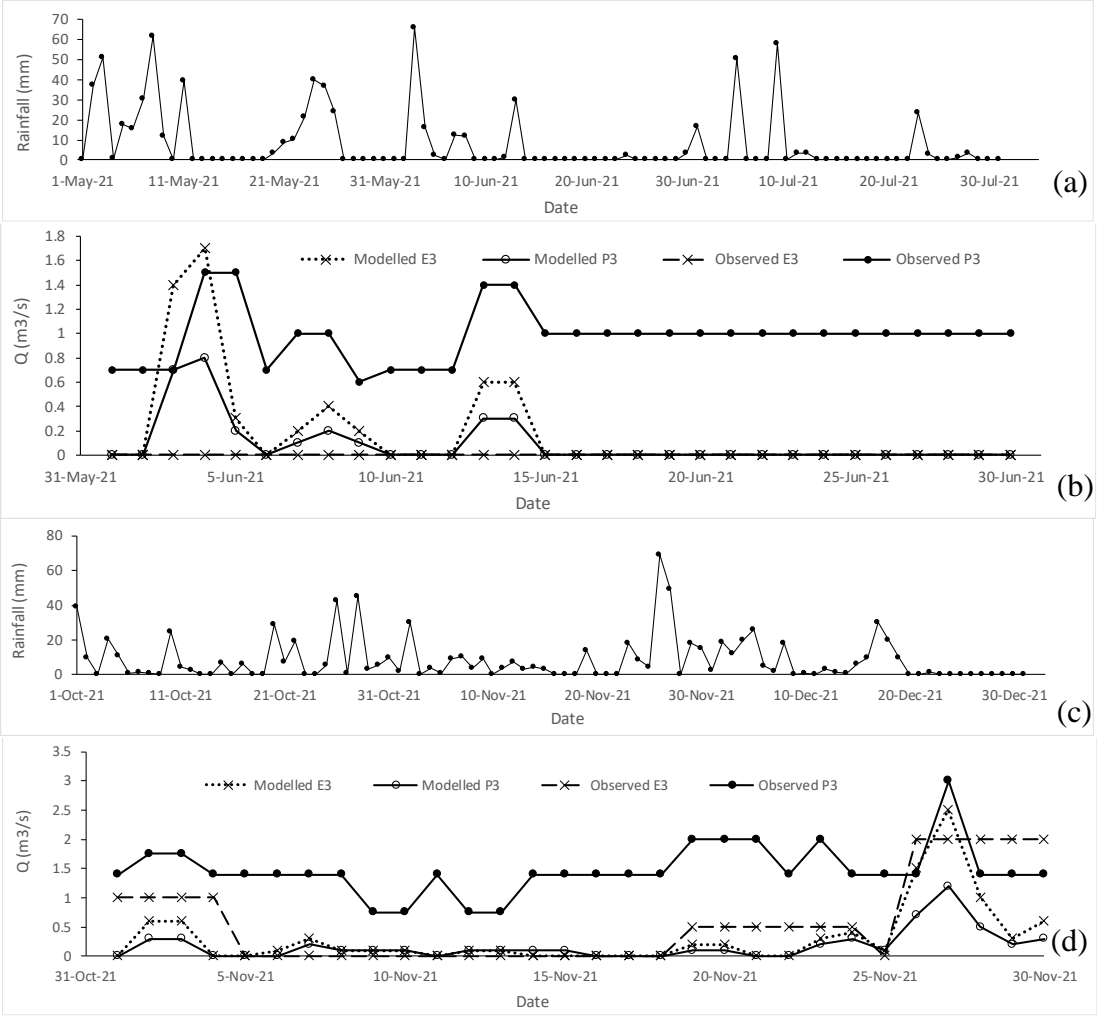 70
60
50
40
30
20
10
0
Rainfall (mm)
1-May-21 11-May-21 21-May-21 31-May-21 10-Jun-21 20-Jun-21 30-Jun-21 10-Jul-21 20-Jul-21 30-Jul-21
Date
(a)
1.8
1.6
1.4
1.2
1
0.8
0.6
0.4
0.2
0
Q (m3/s)
Modelled E3 Modelled P3 Observed E3 Observed P3
31-May-21 5-Jun-21 10-Jun-21 15-Jun-21 20-Jun-21 25-Jun-21 30-Jun-21
Date
(b)
80
60
40
20
0
Rainfall (mm)
1-Oct-21 11-Oct-21 21-Oct-21 31-Oct-21 10-Nov-21 20-Nov-21 30-Nov-21 10-Dec-21 20-Dec-21 30-Dec-21
Date
(c)
3.5
3
2.5
2
1.5
1
0.5
0
Q (m3/s)
Modelled E3 Modelled P3 Observed E3 Observed P3
31-Oct-21 5-Nov-21 10-Nov-21 15-Nov-21 20-Nov-21 25-Nov-21 30-Nov-21
Date
(d)